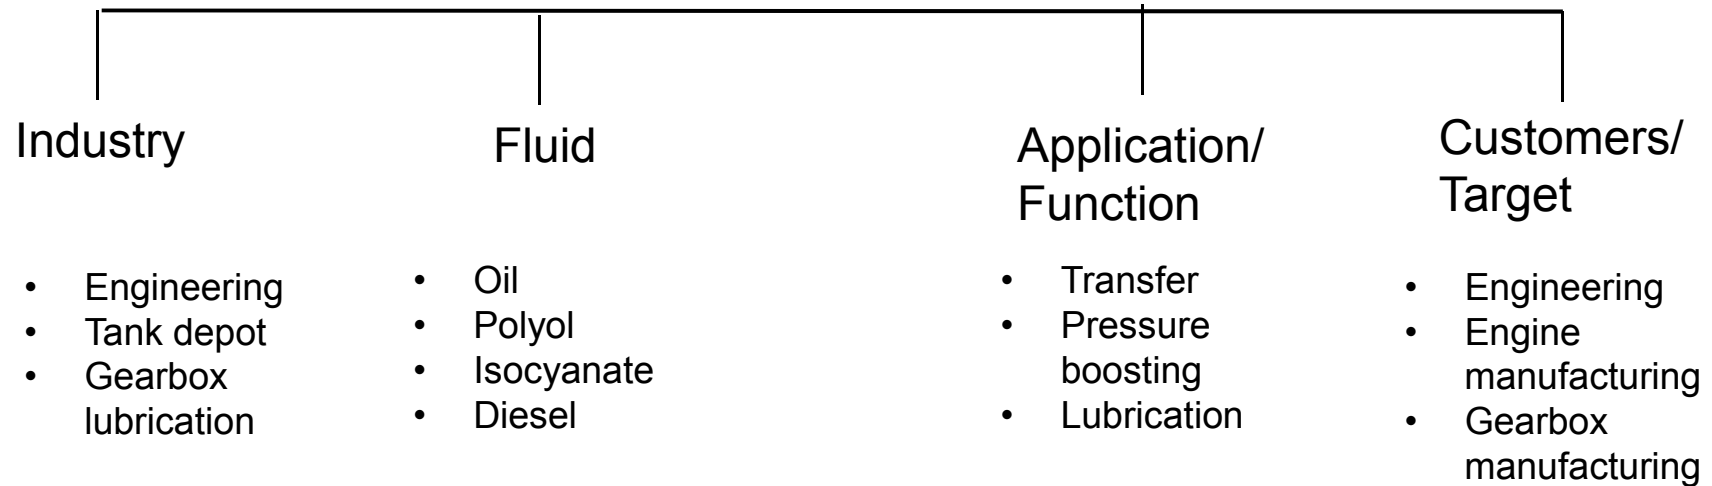 Industry
• Engineering
• Tank depot
• Gearbox
lubrication
Fluid
• Oil
• Polyol
• Isocyanate
• Diesel
Application/
Function
• Transfer
• Pressure
boosting
• Lubrication
Customers/
Target
• Engineering
• Engine
manufacturing
• Gearbox
manufacturing